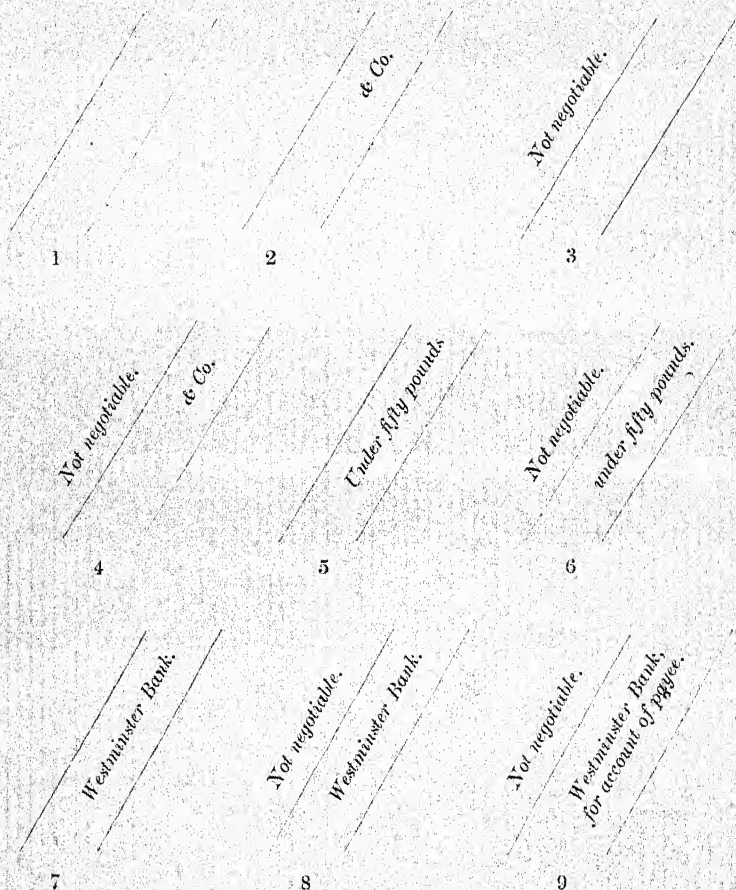 & Co.
Not negotiable.
1
2
3
Not negotiable.
& Co.
Under fifty pounds
Not negotiable.
under fifty pounds.
4
5
6
Westminster Bank.
Not negotiable.
Westminster Bank.
Not negotiable.
Westminster Bank,
for account of payee.
7
8
9